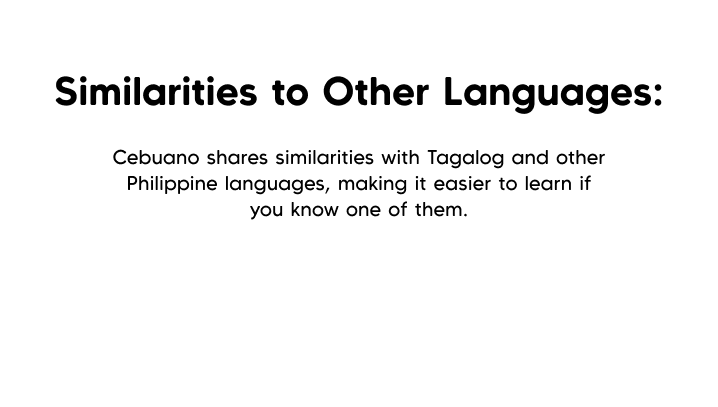 Similarities to Other Languages:
Cebuano shares similarities with Tagalog and other
Philippine languages, making it easier to learn if
you know one of them.